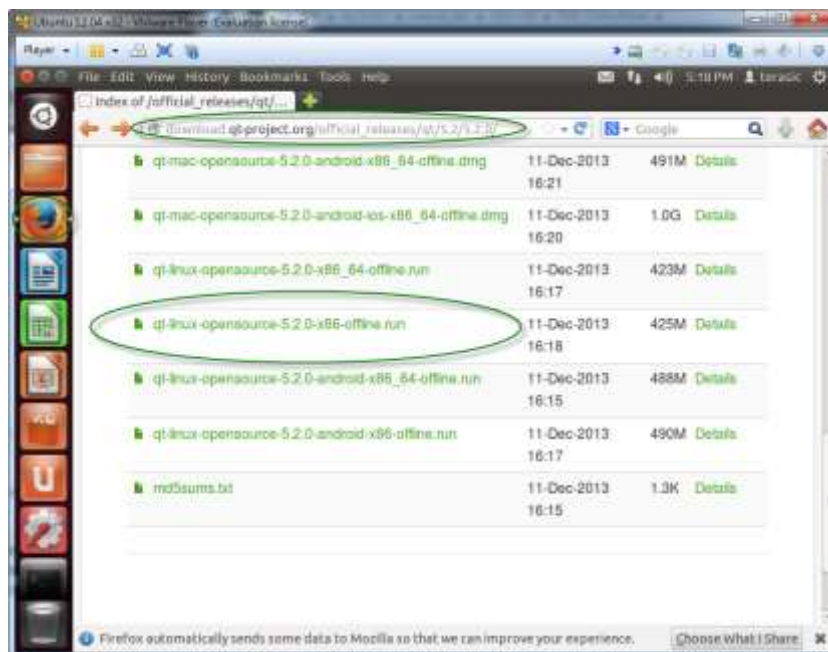 Ubuntu 12.04 x32 - VMware Player (Evaluation license)
Player
File Edit View History Bookmarks Tools Help
5:18 PM terasic
Index of /official_releases/qt/...
download.qt-project.org/official_releases/qt/5.2/5.2.0/
Google
qt-mac-opensource-5.2.0-android-x86_64-offline.dmg 11-Dec-2013 16:21 491M Details
qt-mac-opensource-5.2.0-android-ios-x86_64-offline.dmg 11-Dec-2013 16:20 1.0G Details
qt-linux-opensource-5.2.0-x86_64-offline.run 11-Dec-2013 16:17 423M Details
qt-linux-opensource-5.2.0-x86-offline.run 11-Dec-2013 16:18 425M Details
qt-linux-opensource-5.2.0-android-x86_64-offline.run 11-Dec-2013 16:15 488M Details
qt-linux-opensource-5.2.0-android-x86-offline.run 11-Dec-2013 16:17 490M Details
md5sums.txt 11-Dec-2013 16:15 1.3K Details
Firefox automatically sends some data to Mozilla so that we can improve your experience. Choose What I Share